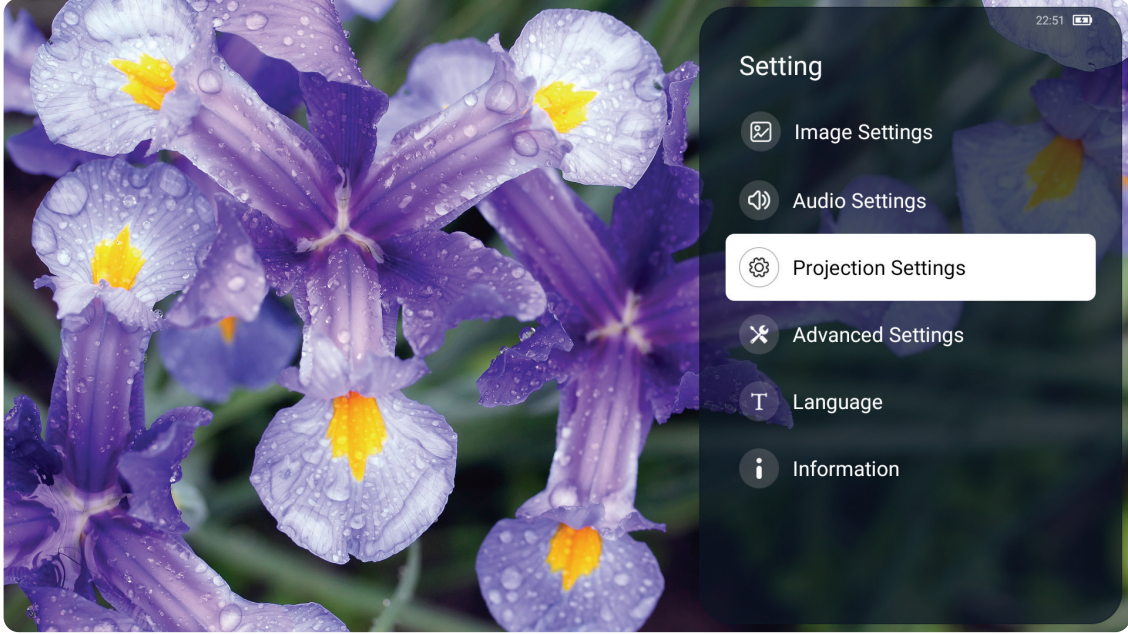 22:51
Setting
Image Settings
Audio Settings
Projection Settings
Advanced Settings
T Language
Information